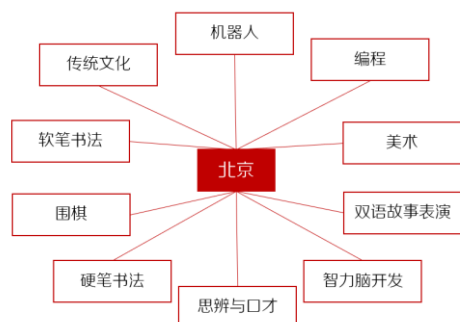 机器人
传统文化
编程
软笔书法
美术
北京
围棋
双语故事表演
硬笔书法
智力脑开发
思辨与口才